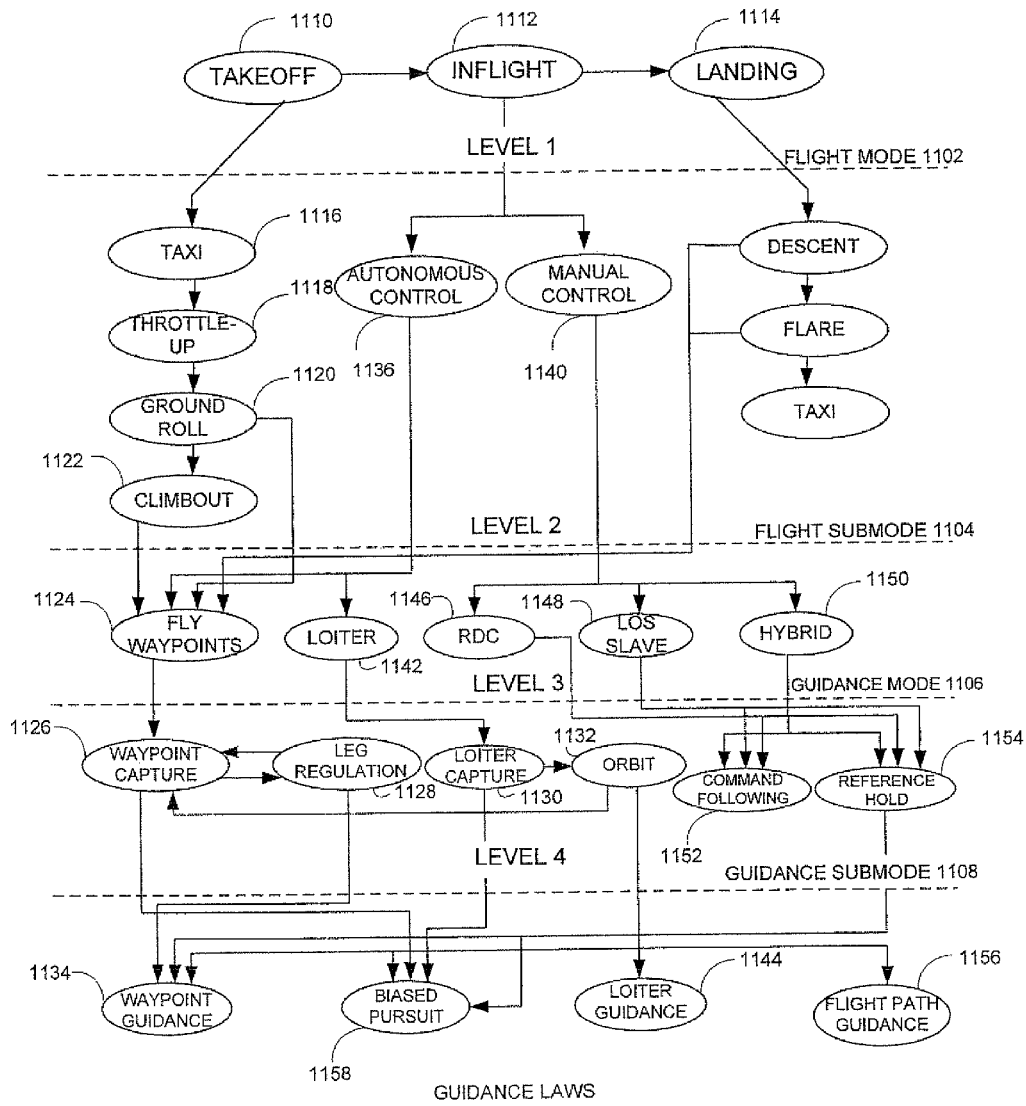 1110
1112
1114
TAKEOFF
INFLIGHT
LANDING
LEVEL 1
FLIGHT MODE 1102
1116
TAXI
AUTONOMOUS
CONTROL
MANUAL
CONTROL
DESCENT
1118
THROTTLE-
UP
FLARE
1136
1140
1120
GROUND
ROLL
TAXI
1122
CLIMBOUT
LEVEL 2
FLIGHT SUBMODE 1104
1124
FLY
WAYPOINTS
LOITER
1142
1146
RDC
1148
LOS
SLAVE
1150
HYBRID
LEVEL 3
GUIDANCE MODE 1106
1126
WAYPOINT
CAPTURE
LEG
REGULATION
1128
LOITER
CAPTURE
1130
1132
ORBIT
COMMAND
FOLLOWING
1152
REFERENCE
HOLD
1154
LEVEL 4
GUIDANCE SUBMODE 1108
1134
WAYPOINT
GUIDANCE
BIASED
PURSUIT
1158
1144
LOITER
GUIDANCE
1156
FLIGHT PATH
GUIDANCE
GUIDANCE LAWS